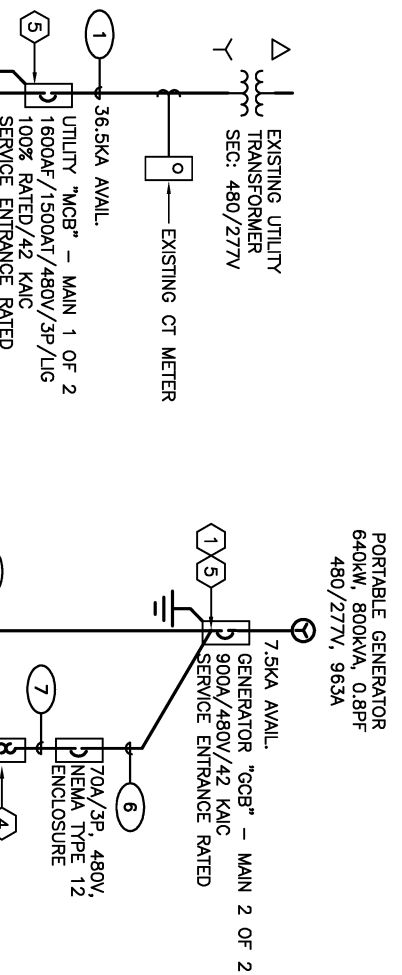 EXISTING UTILITY
TRANSFORMER
SEC: 480/277V
EXISTING CT METER
1
36.5KA AVAIL.
5
UTILITY "MCB" – MAIN 1 OF 2
1600AF/1500AT/480V/3P/LIG
100% RATED/42 KAIC
SERVICE ENTRANCE RATED
PORTABLE GENERATOR
640kW, 800kVA, 0.8PF
480/277V, 963A
7.5KA AVAIL.
1 5
GENERATOR "GCB" – MAIN 2 OF 2
900A/480V/42 KAIC
SERVICE ENTRANCE RATED
6
70A/3P, 480V,
NEMA TYPE 12
ENCLOSURE
7
4